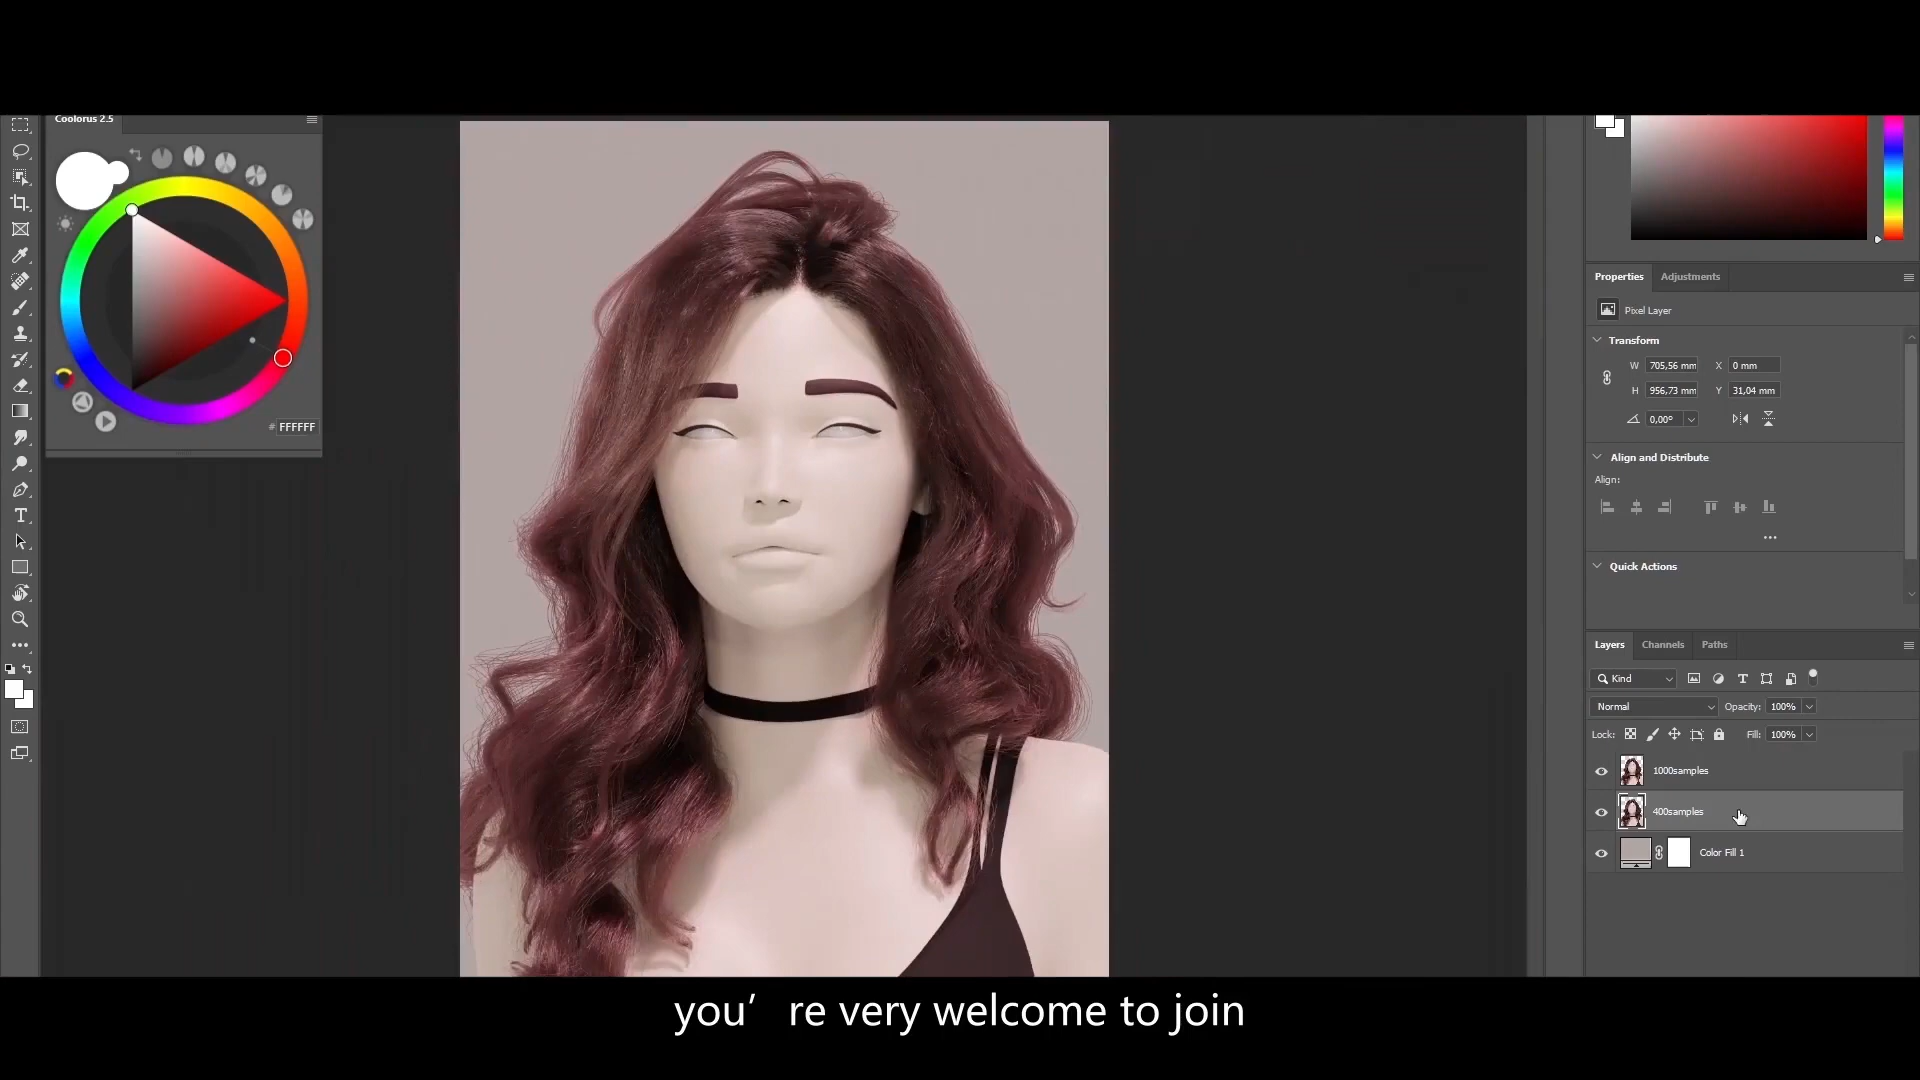 Coolorus 2.5
# FFFFFF
Properties Adjustments
Pixel Layer
Transform
W 705,56 mm X 0 mm
H 956,73 mm Y 31,04 mm
0,00°
Align and Distribute
Align:
Quick Actions
Layers Channels Paths
Kind
Normal Opacity: 100%
Lock: Fill: 100%
1000samples
400samples
Color Fill 1
you’re very welcome to join